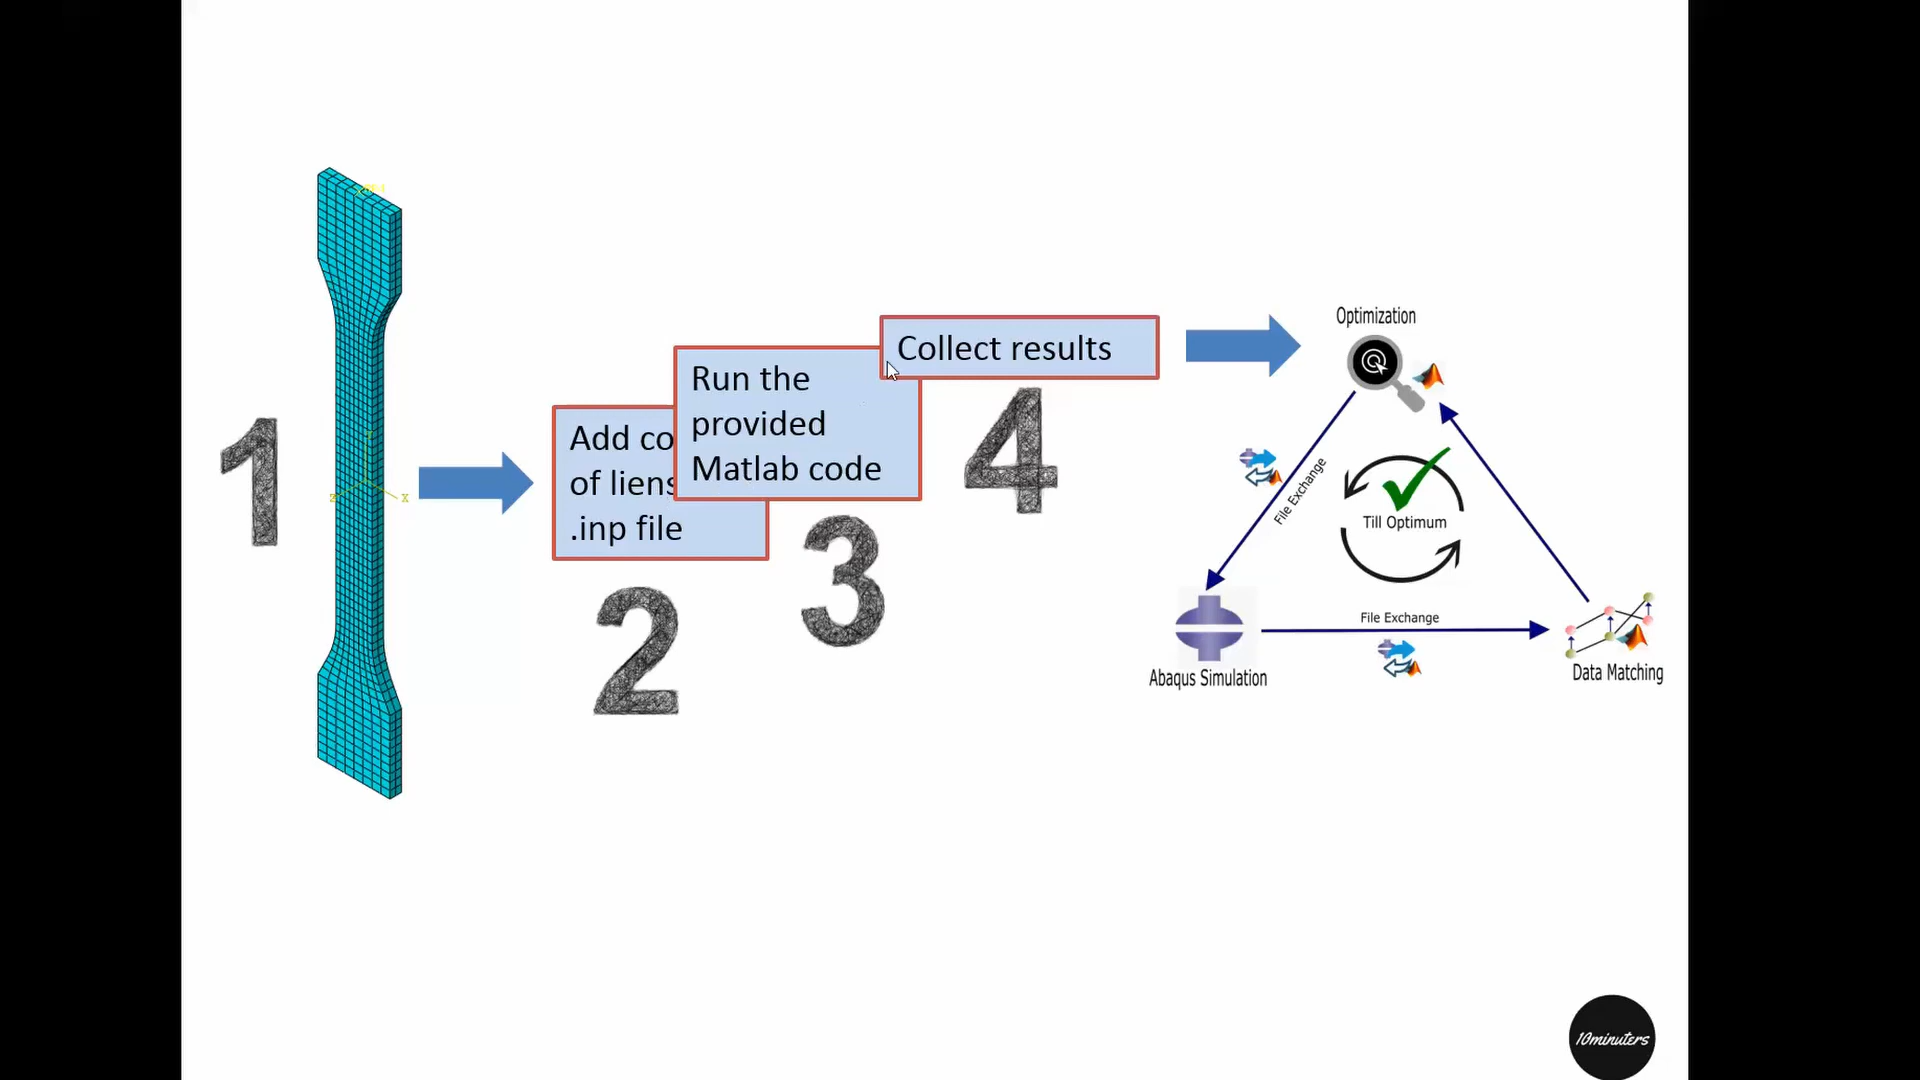 1
Add co
of liens
.inp file
2
Run the
provided
Matlab code
3
Collect results
4
Optimization
File Exchange
Till Optimum
File Exchange
Abaqus Simulation
Data Matching
Z
Y
X
10minuters